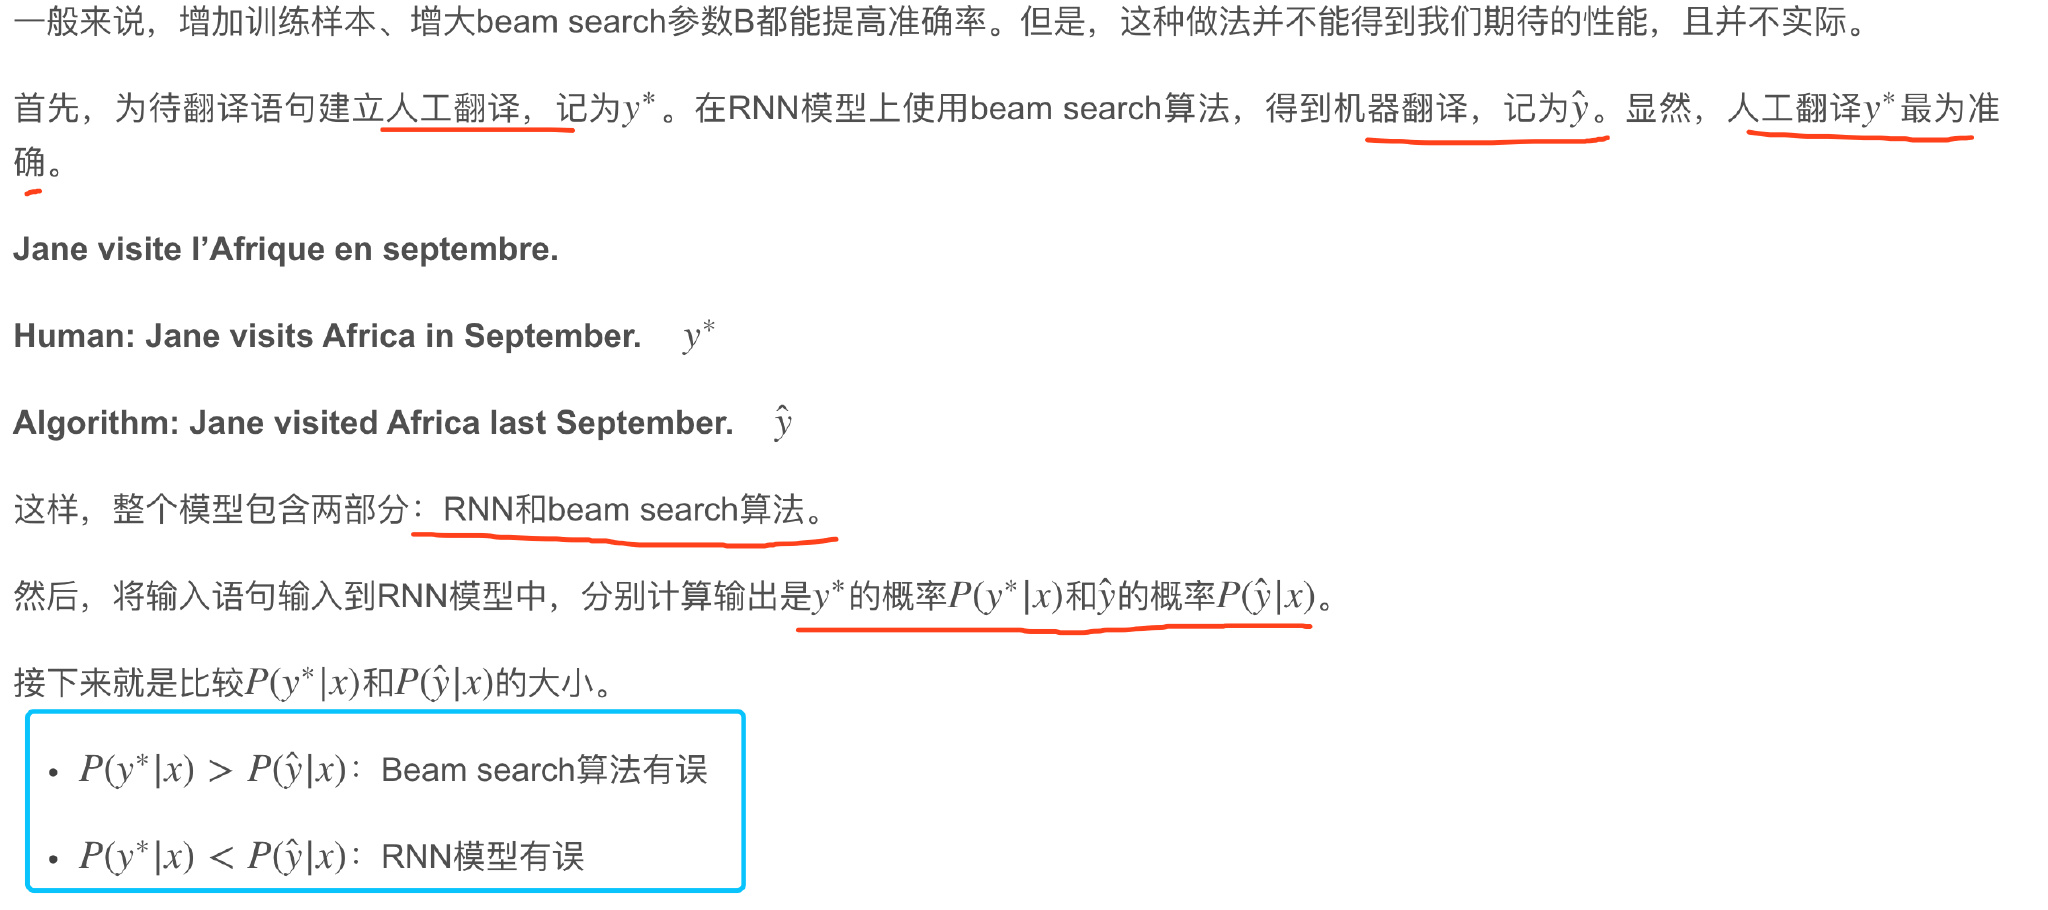 一般来说，增加训练样本、增大beam search参数B都能提高准确率。但是，这种做法并不能得到我们期待的性能，且并不实际。
首先，为待翻译语句建立人工翻译，记为y*。在RNN模型上使用beam search算法，得到机器翻译，记为ŷ。显然，人工翻译y*最为准
确。
Jane visite l’Afrique en septembre.
Human: Jane visits Africa in September. y*
Algorithm: Jane visited Africa last September. ŷ
这样，整个模型包含两部分：RNN和beam search算法。
然后，将输入语句输入到RNN模型中，分别计算输出是y*的概率P(y*|x)和ŷ的概率P(ŷ|x)。
接下来就是比较P(y*|x)和P(ŷ|x)的大小。
• P(y*|x) > P(ŷ|x)：Beam search算法有误
• P(y*|x) < P(ŷ|x)：RNN模型有误